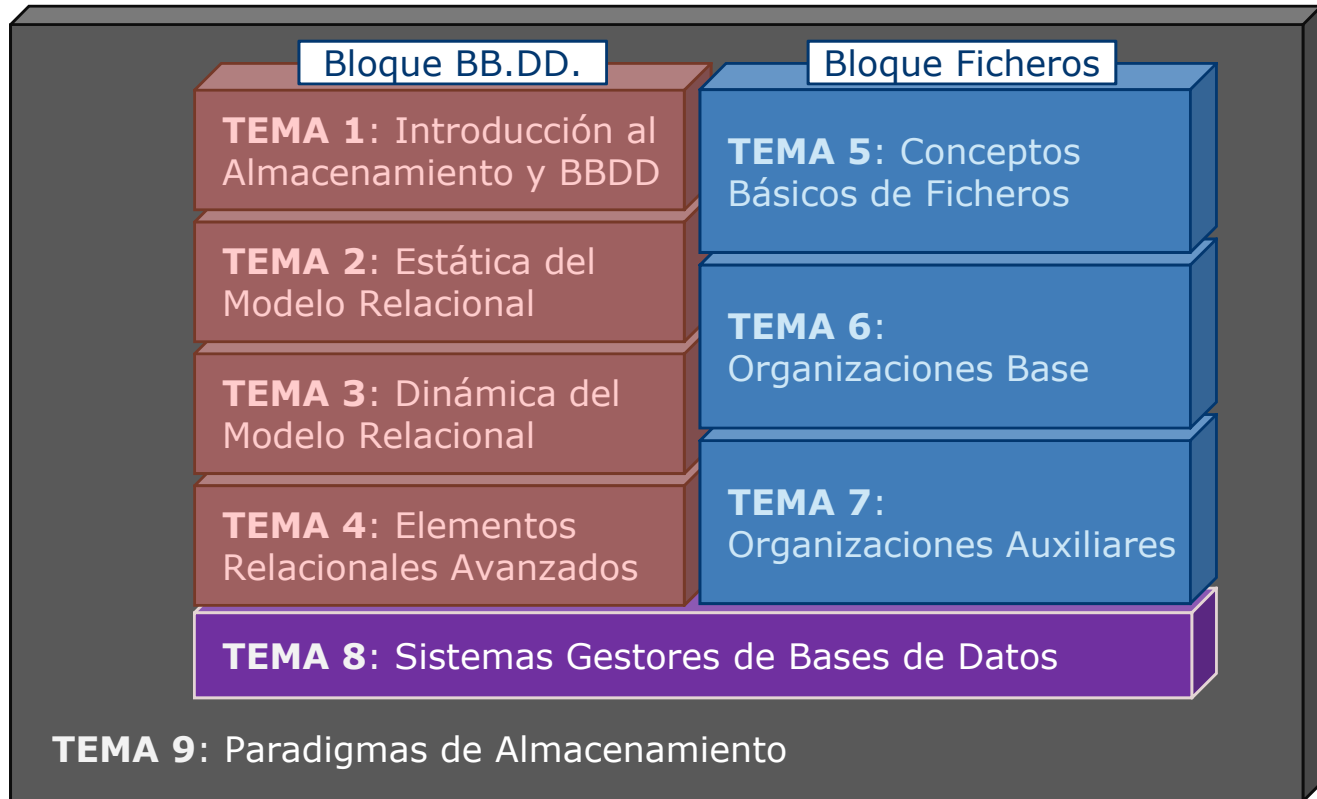 Bloque BB.DD.
TEMA 1: Introducción al
Almacenamiento y BBDD
TEMA 2: Estática del
Modelo Relacional
TEMA 3: Dinámica del
Modelo Relacional
TEMA 4: Elementos
Relacionales Avanzados
Bloque Ficheros
TEMA 5: Conceptos
Básicos de Ficheros
TEMA 6:
Organizaciones Base
TEMA 7:
Organizaciones Auxiliares
TEMA 8: Sistemas Gestores de Bases de Datos
TEMA 9: Paradigmas de Almacenamiento